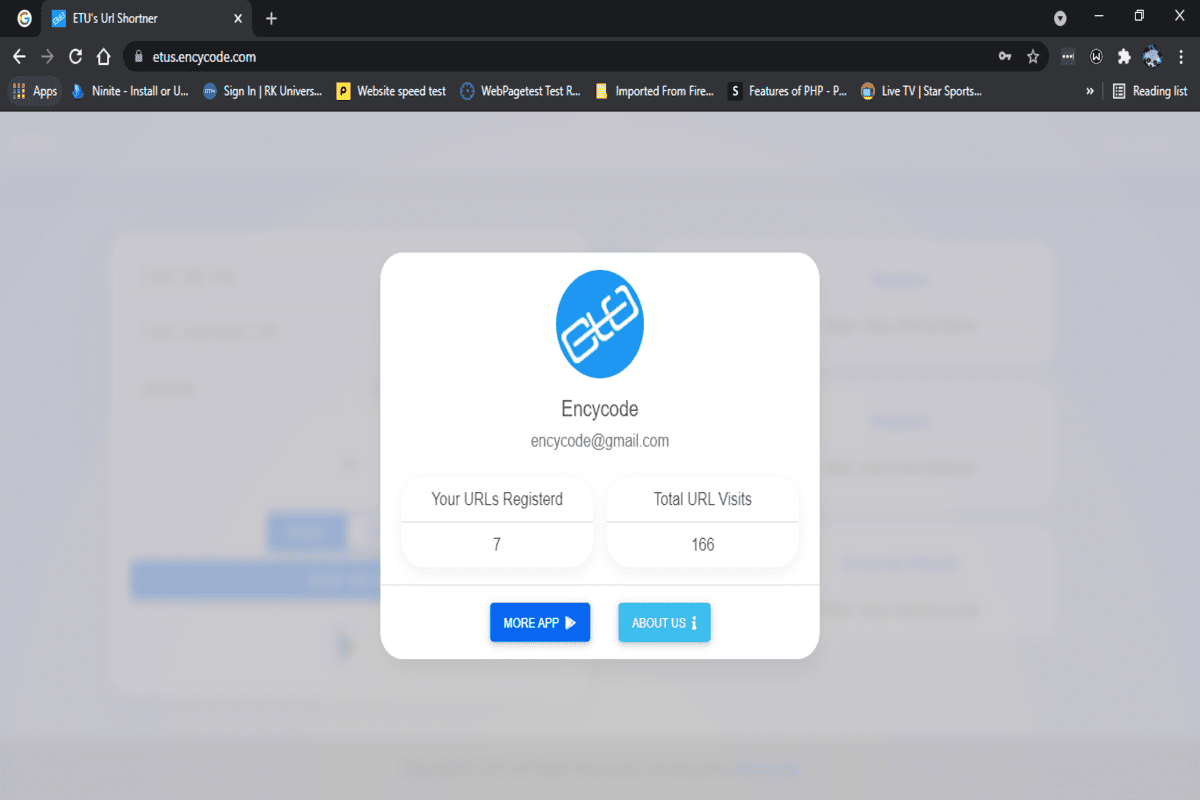 ETU's Url Shortner
etus.encycode.com
Apps
Ninite - Install or U...
Sign In | RK Univers...
Website speed test
WebPagetest Test R...
Imported From Fire...
Features of PHP - P...
Live TV | Star Sports...
»
Reading list
etu
Encycode
encycode@gmail.com
Your URLs Registerd
Total URL Visits
7
166
MORE APP
ABOUT US